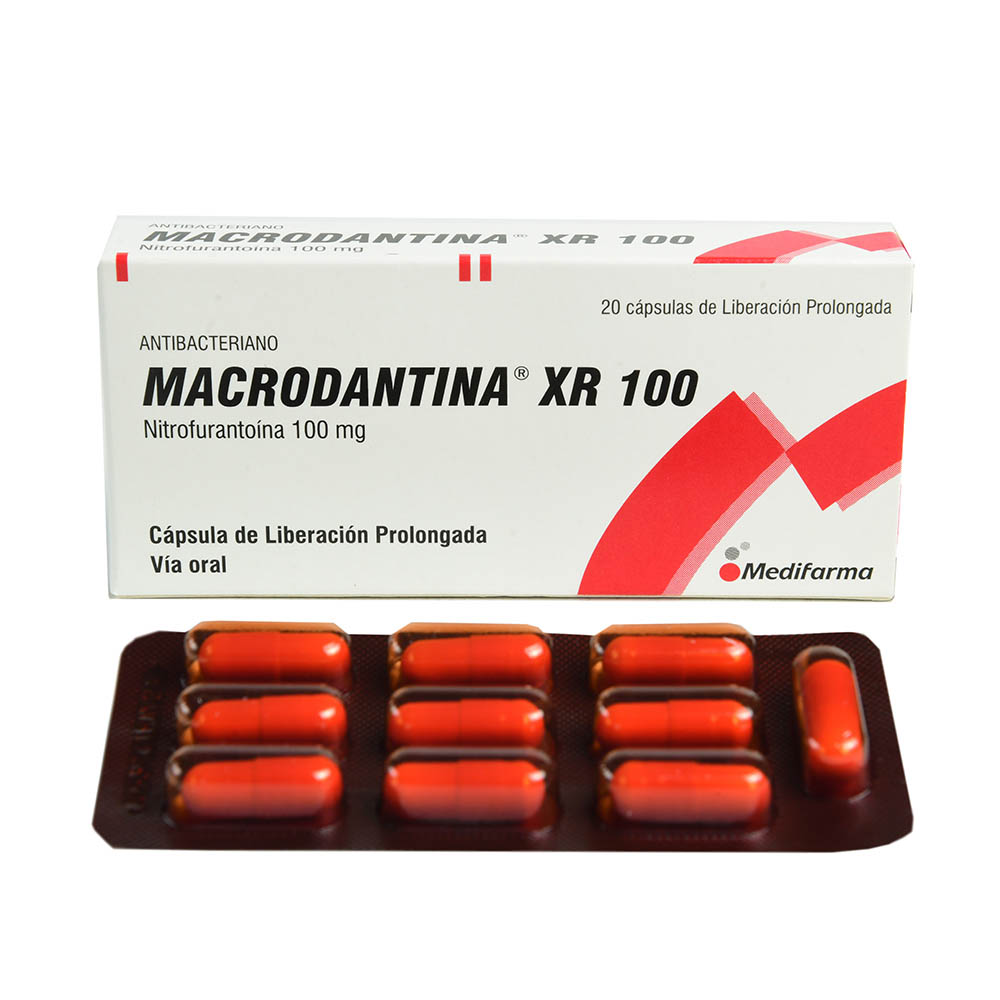 ANTIBACTERIANO
MACRODANTINA® XR 100
Nitrofurantoína 100 mg
20 cápsulas de Liberación Prolongada
ANTIBACTERIANO
MACRODANTINA® XR 100
Nitrofurantoína 100 mg
Cápsula de Liberación Prolongada
Vía oral
Medifarma